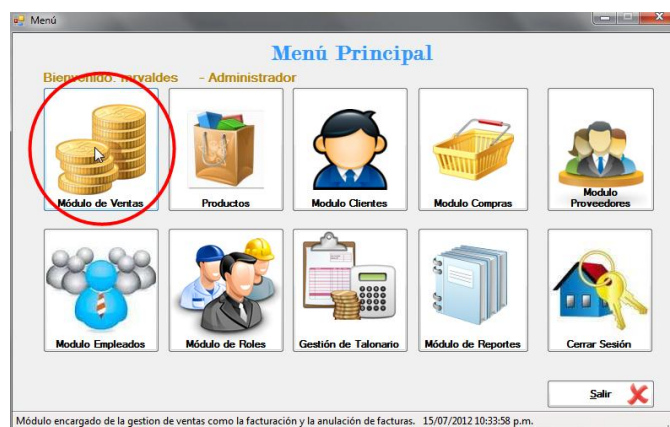 Menú
Menú Principal
Bienvenido: mrvaldes - Administrador
Módulo de Ventas
Productos
Modulo Clientes
Modulo Compras
Modulo
Proveedores
Modulo Empleados
Módulo de Roles
Gestión de Talonario
Módulo de Reportes
Cerrar Sesión
Salir
Módulo encargado de la gestion de ventas como la facturación y la anulación de facturas. 15/07/2012 10:33:58 p.m.